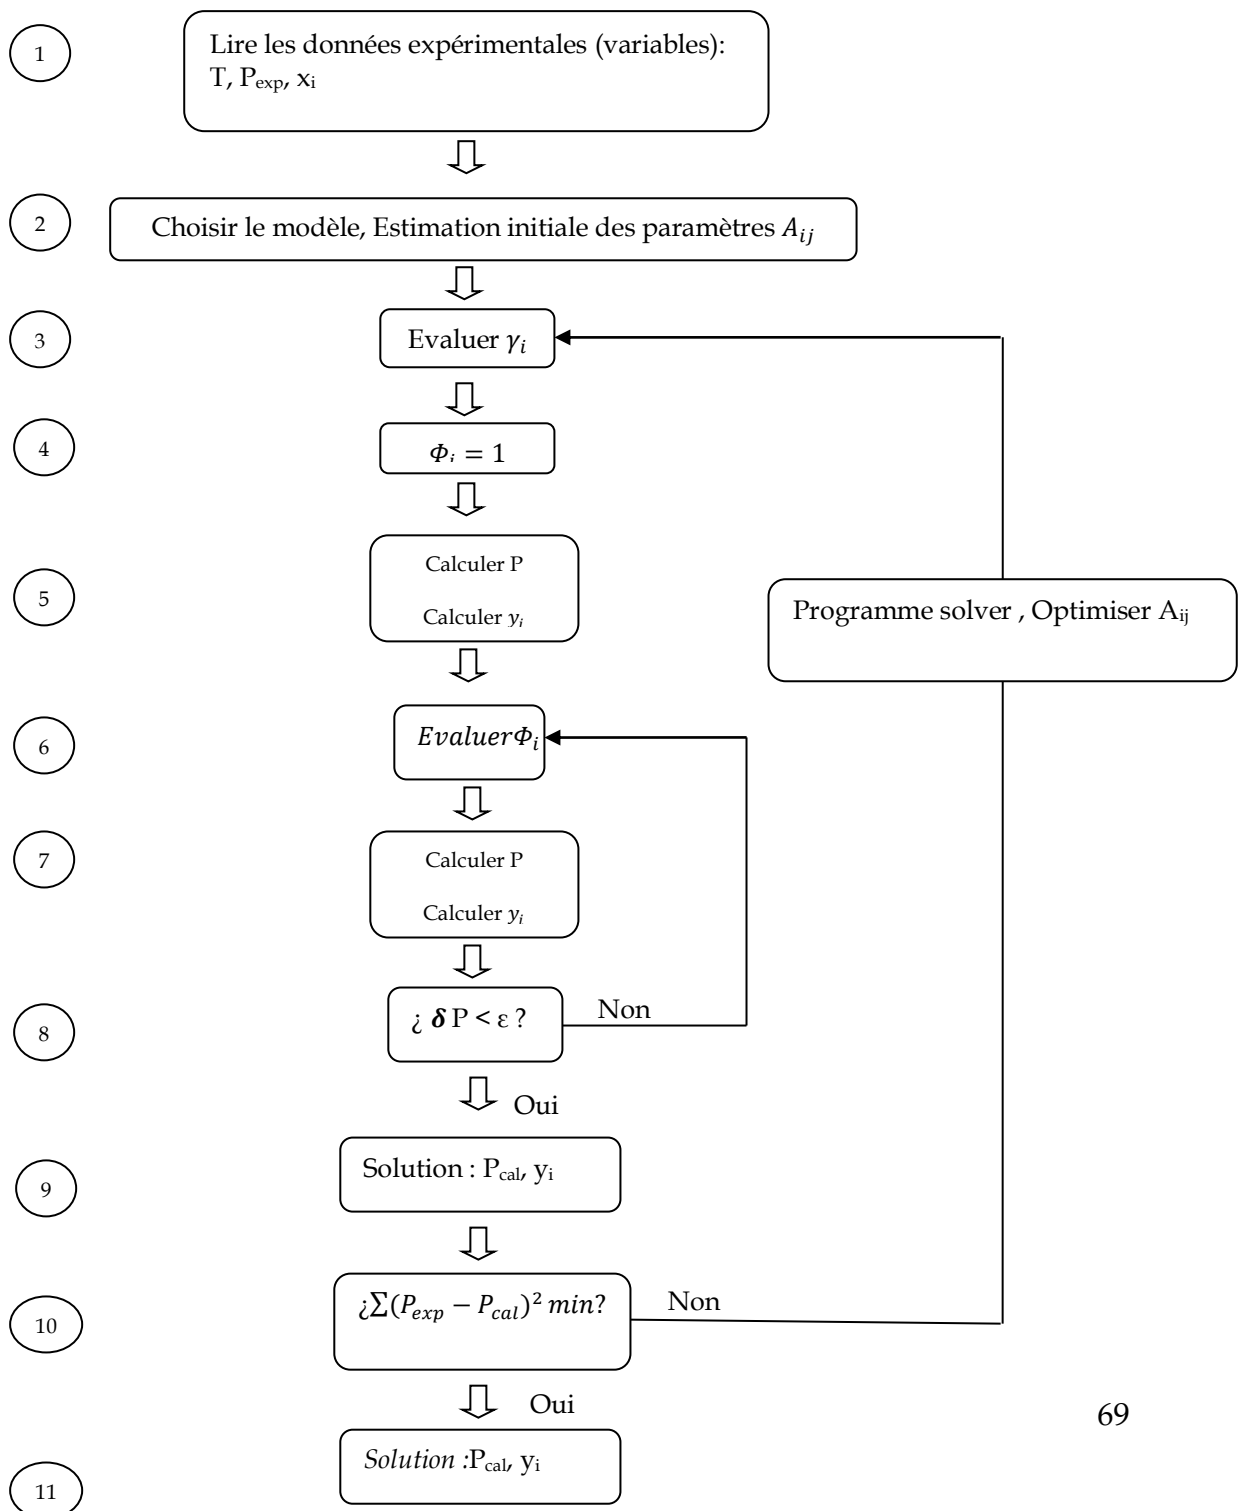 1
Lire les données expérimentales (variables):
T, Pexp, xi
2
Choisir le modèle, Estimation initiale des paramètres Aij
3
Evaluer γi
4
Φi = 1
5
Calculer P
Calculer yi
Programme solver , Optimiser Aij
6
EvaluerΦi
7
Calculer P
Calculer yi
8
¿ δ P < ε ?
Non
Oui
9
Solution : Pcal, yi
10
¿∑(Pexp − Pcal)² min?
Non
Oui
69
11
Solution :Pcal, yi